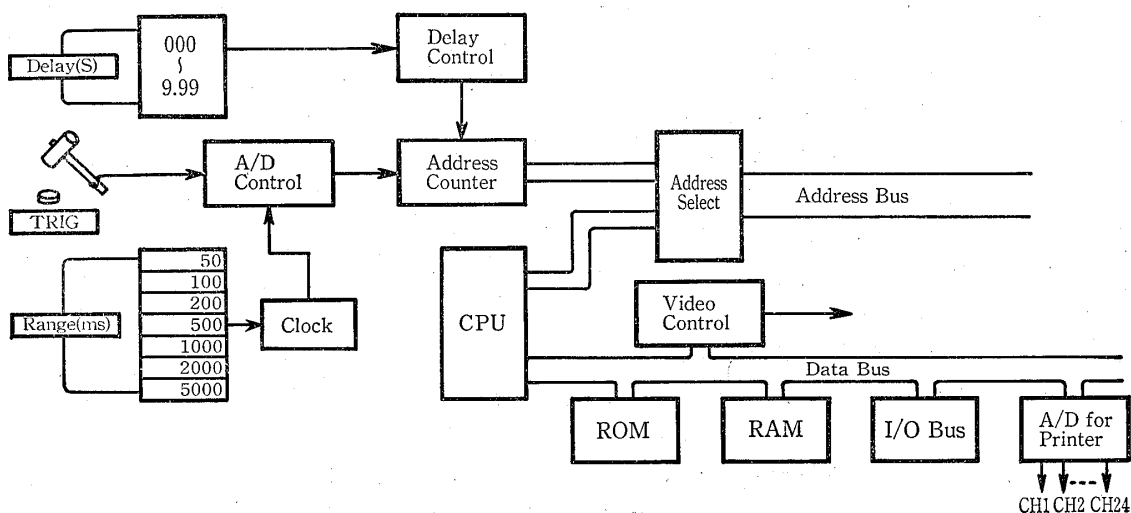 Delay(S)
000
~
9.99
Delay
Control
TRIG
A/D
Control
Address
Counter
Address
Select
Address Bus
Range(ms)
50
100
200
500
1000
2000
5000
Clock
CPU
Video
Control
Data Bus
ROM
RAM
I/O Bus
A/D for
Printer
CH1 CH2 CH24